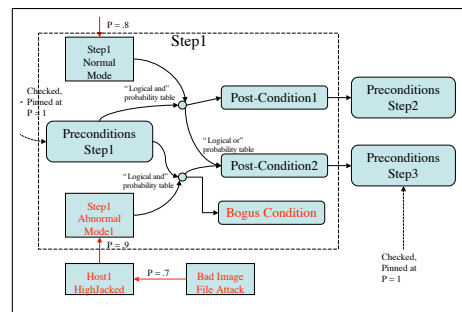 P = .8
Step1
Step1
Normal
Mode
"Logical and"
probability table
Checked,
Pinned at
P = 1
Post-Condition1
Preconditions
Step2
Preconditions
Step1
"Logical or"
probability table
"Logical and"
probability table
Post-Condition2
Preconditions
Step3
Step1
Abnormal
Mode1
Bogus Condition
P = .9
Host1
HighJacked
P = .7
Bad Image
File Attack
Checked,
Pinned at
P = 1